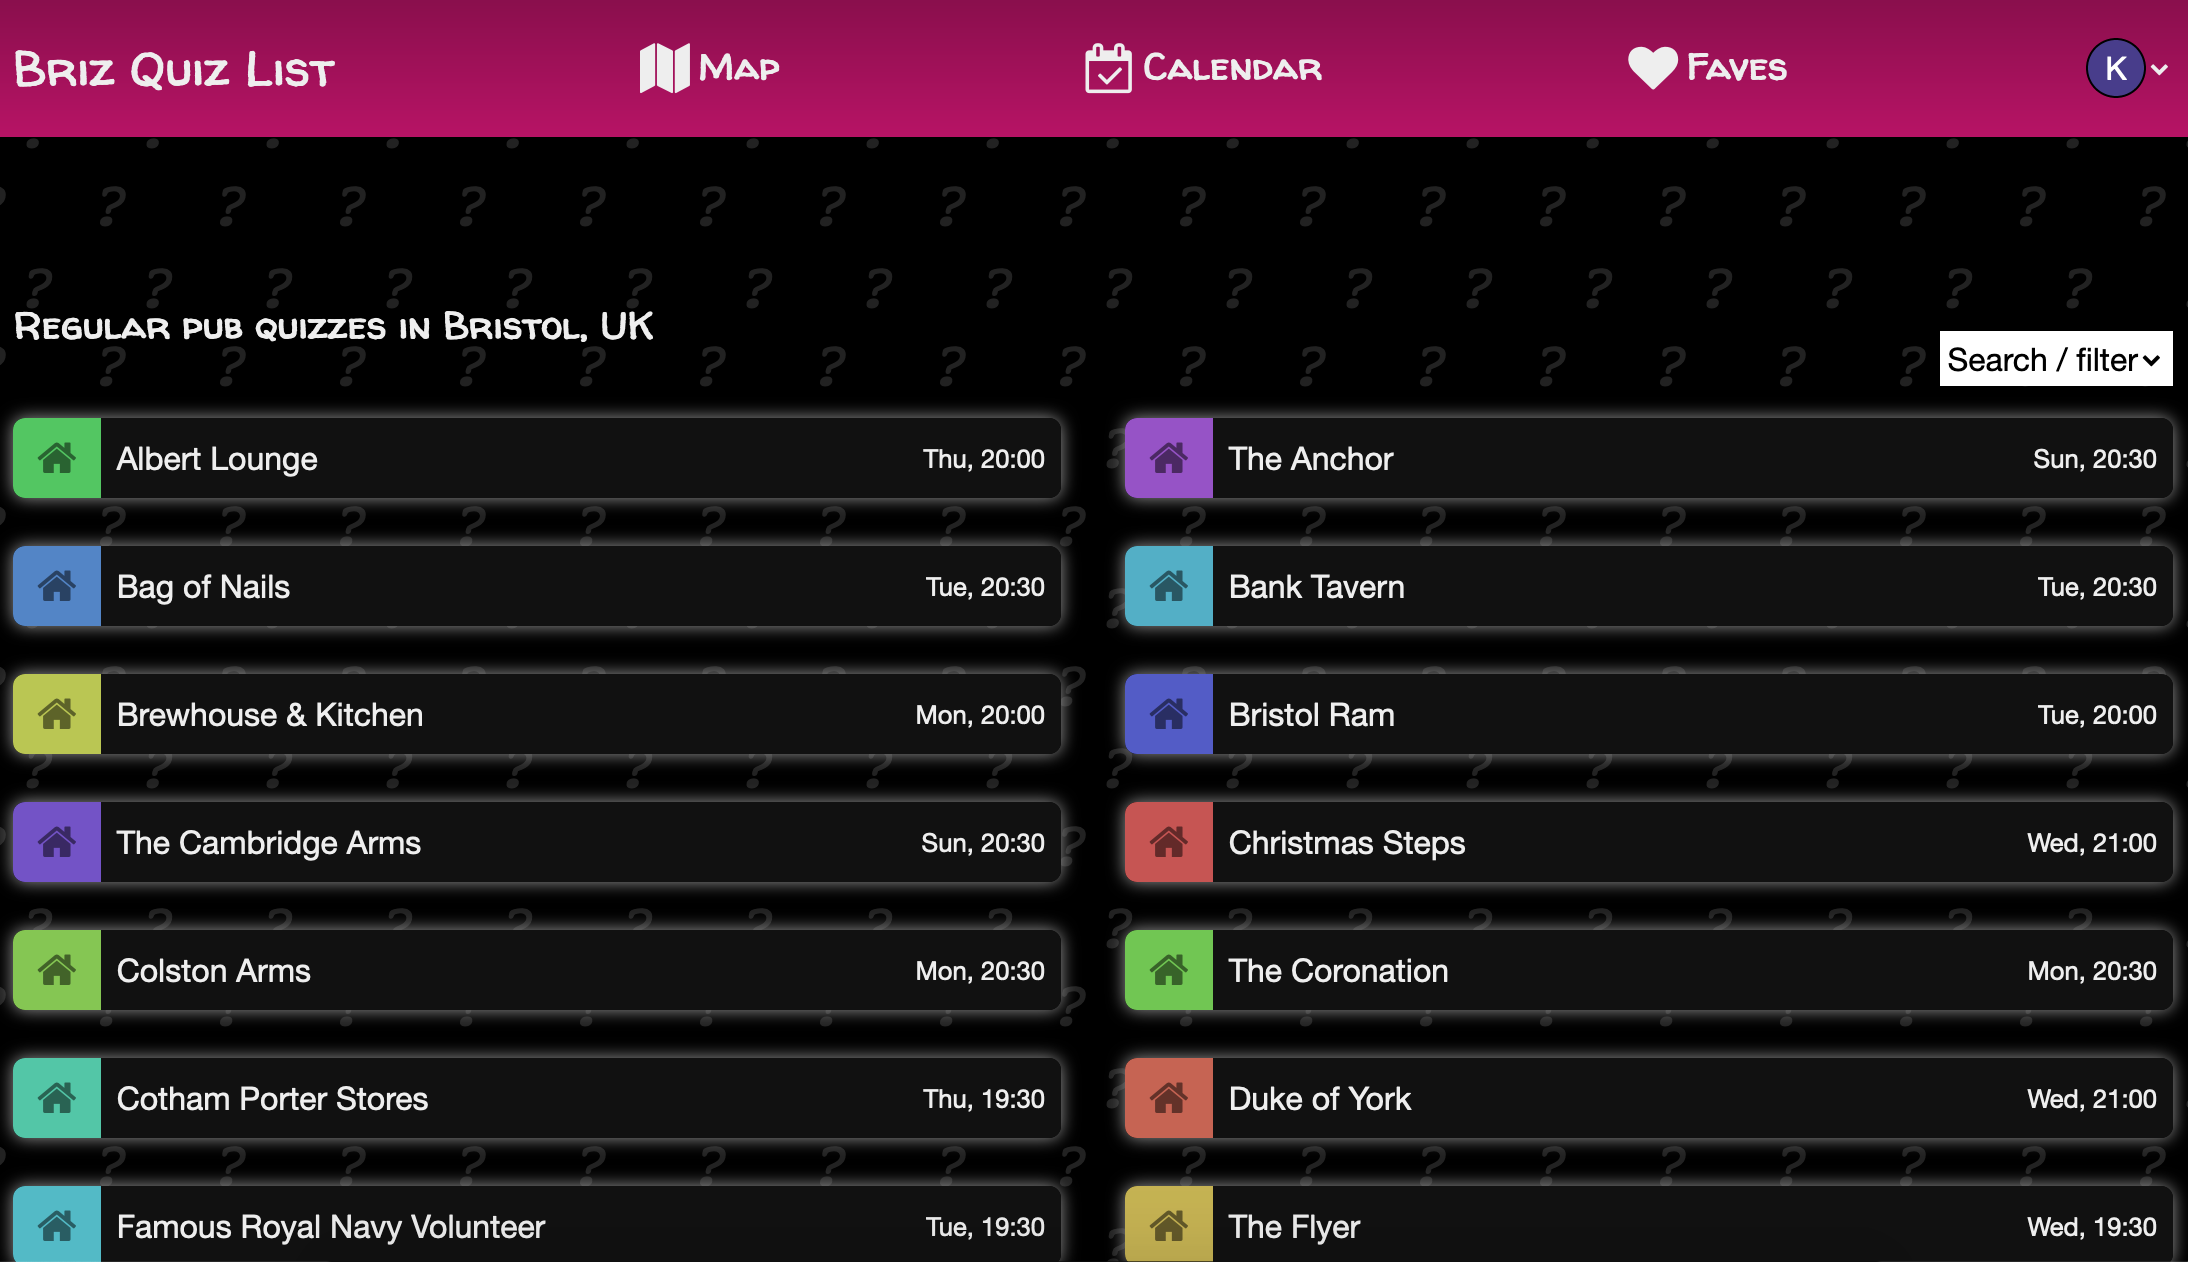 Briz Quiz List
Map
Calendar
Faves
K
Regular pub quizzes in Bristol, UK
Search / filter
Albert Lounge Thu, 20:00
The Anchor Sun, 20:30
Bag of Nails Tue, 20:30
Bank Tavern Tue, 20:30
Brewhouse & Kitchen Mon, 20:00
Bristol Ram Tue, 20:00
The Cambridge Arms Sun, 20:30
Christmas Steps Wed, 21:00
Colston Arms Mon, 20:30
The Coronation Mon, 20:30
Cotham Porter Stores Thu, 19:30
Duke of York Wed, 21:00
Famous Royal Navy Volunteer Tue, 19:30
The Flyer Wed, 19:30